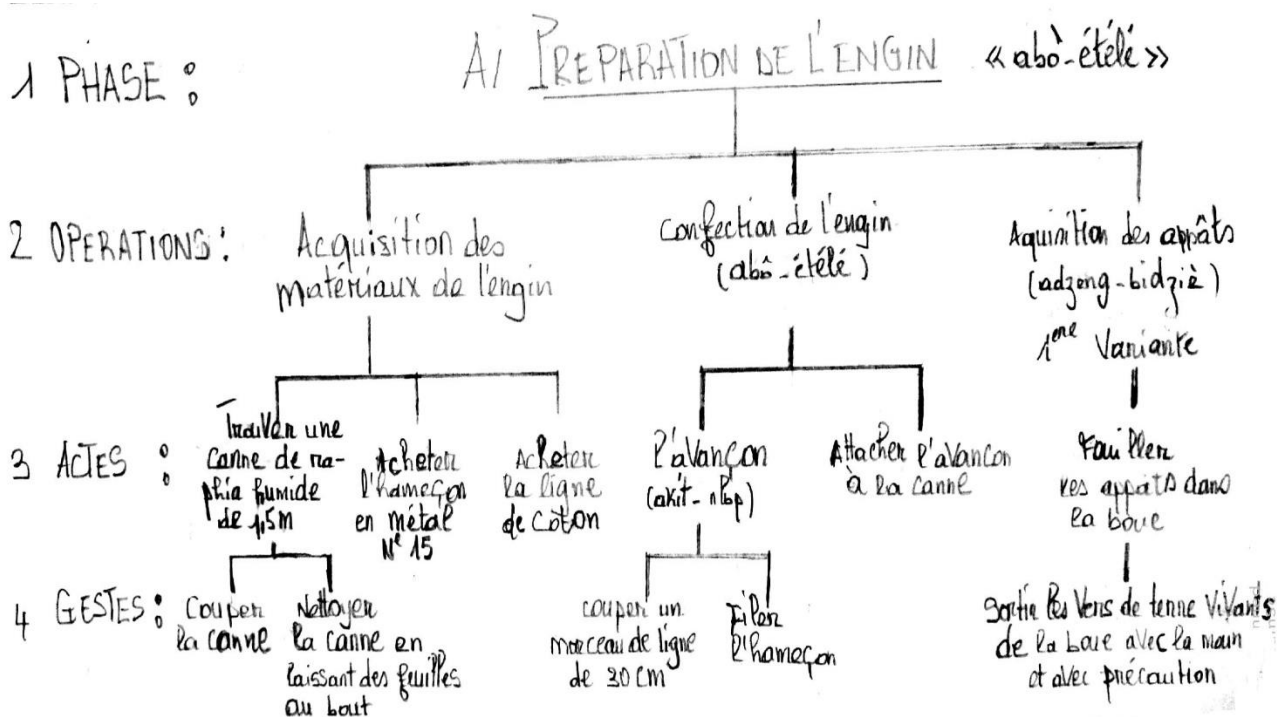 1 PHASE :
A/ PREPARATION DE L'ENGIN « abò-étélé »
2 OPERATIONS :
Acquisition des
matériaux de l'engin
Confection de l'engin
(abô-étélé)
Aquisition des appâts
(adzeng-bidziè)
1ere Variante
3 ACTES :
Trouver une
canne de ra-
phia humide
de 1,5m
Acheter
l'hameçon
en métal
N° 15
Acheter
la ligne
de coton
l'avançon
(akit-nlop)
Attacher l'avancon
à la canne
Fouiller
les appats dans
la boue
4 GESTES :
Couper
la canne
Nettoyer
la canne en
laissant des feuilles
au bout
couper un
morceau de ligne
de 30 cm
Filer
l'hameçon
Sortir les vers de terre vivants
de la boue avec la main
et avec précaution